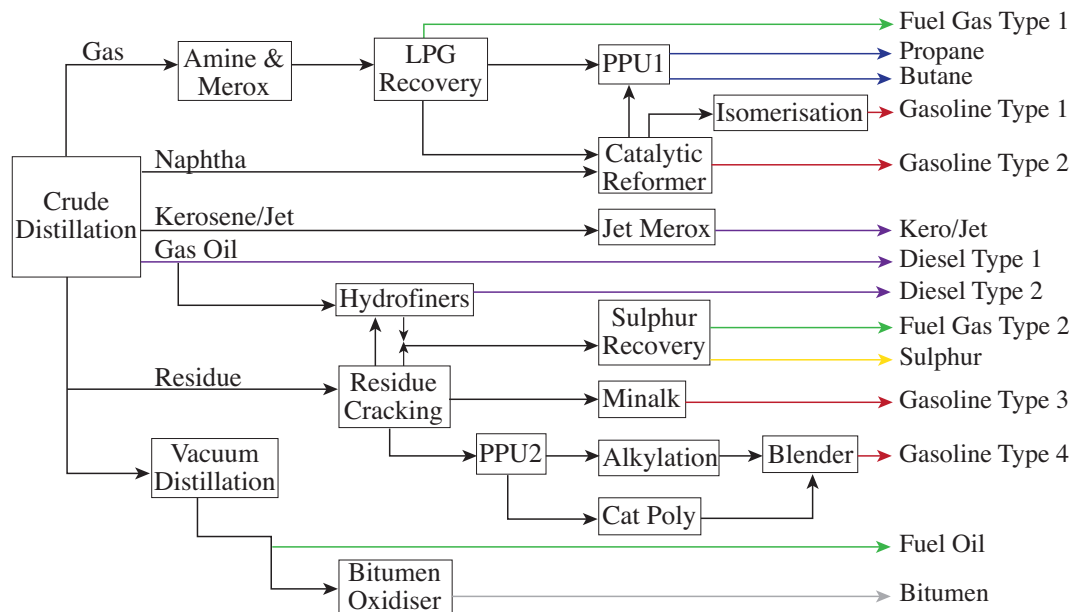 Fuel Gas Type 1
Gas
Amine &
Merox
LPG
Recovery
PPU1
Propane
Butane
Isomerisation
Gasoline Type 1
Naphtha
Catalytic
Reformer
Gasoline Type 2
Crude
Distillation
Kerosene/Jet
Jet Merox
Kero/Jet
Gas Oil
Diesel Type 1
Hydrofiners
Diesel Type 2
Sulphur
Recovery
Fuel Gas Type 2
Sulphur
Residue
Residue
Cracking
Minalk
Gasoline Type 3
Vacuum
Distillation
PPU2
Alkylation
Blender
Gasoline Type 4
Cat Poly
Fuel Oil
Bitumen
Oxidiser
Bitumen